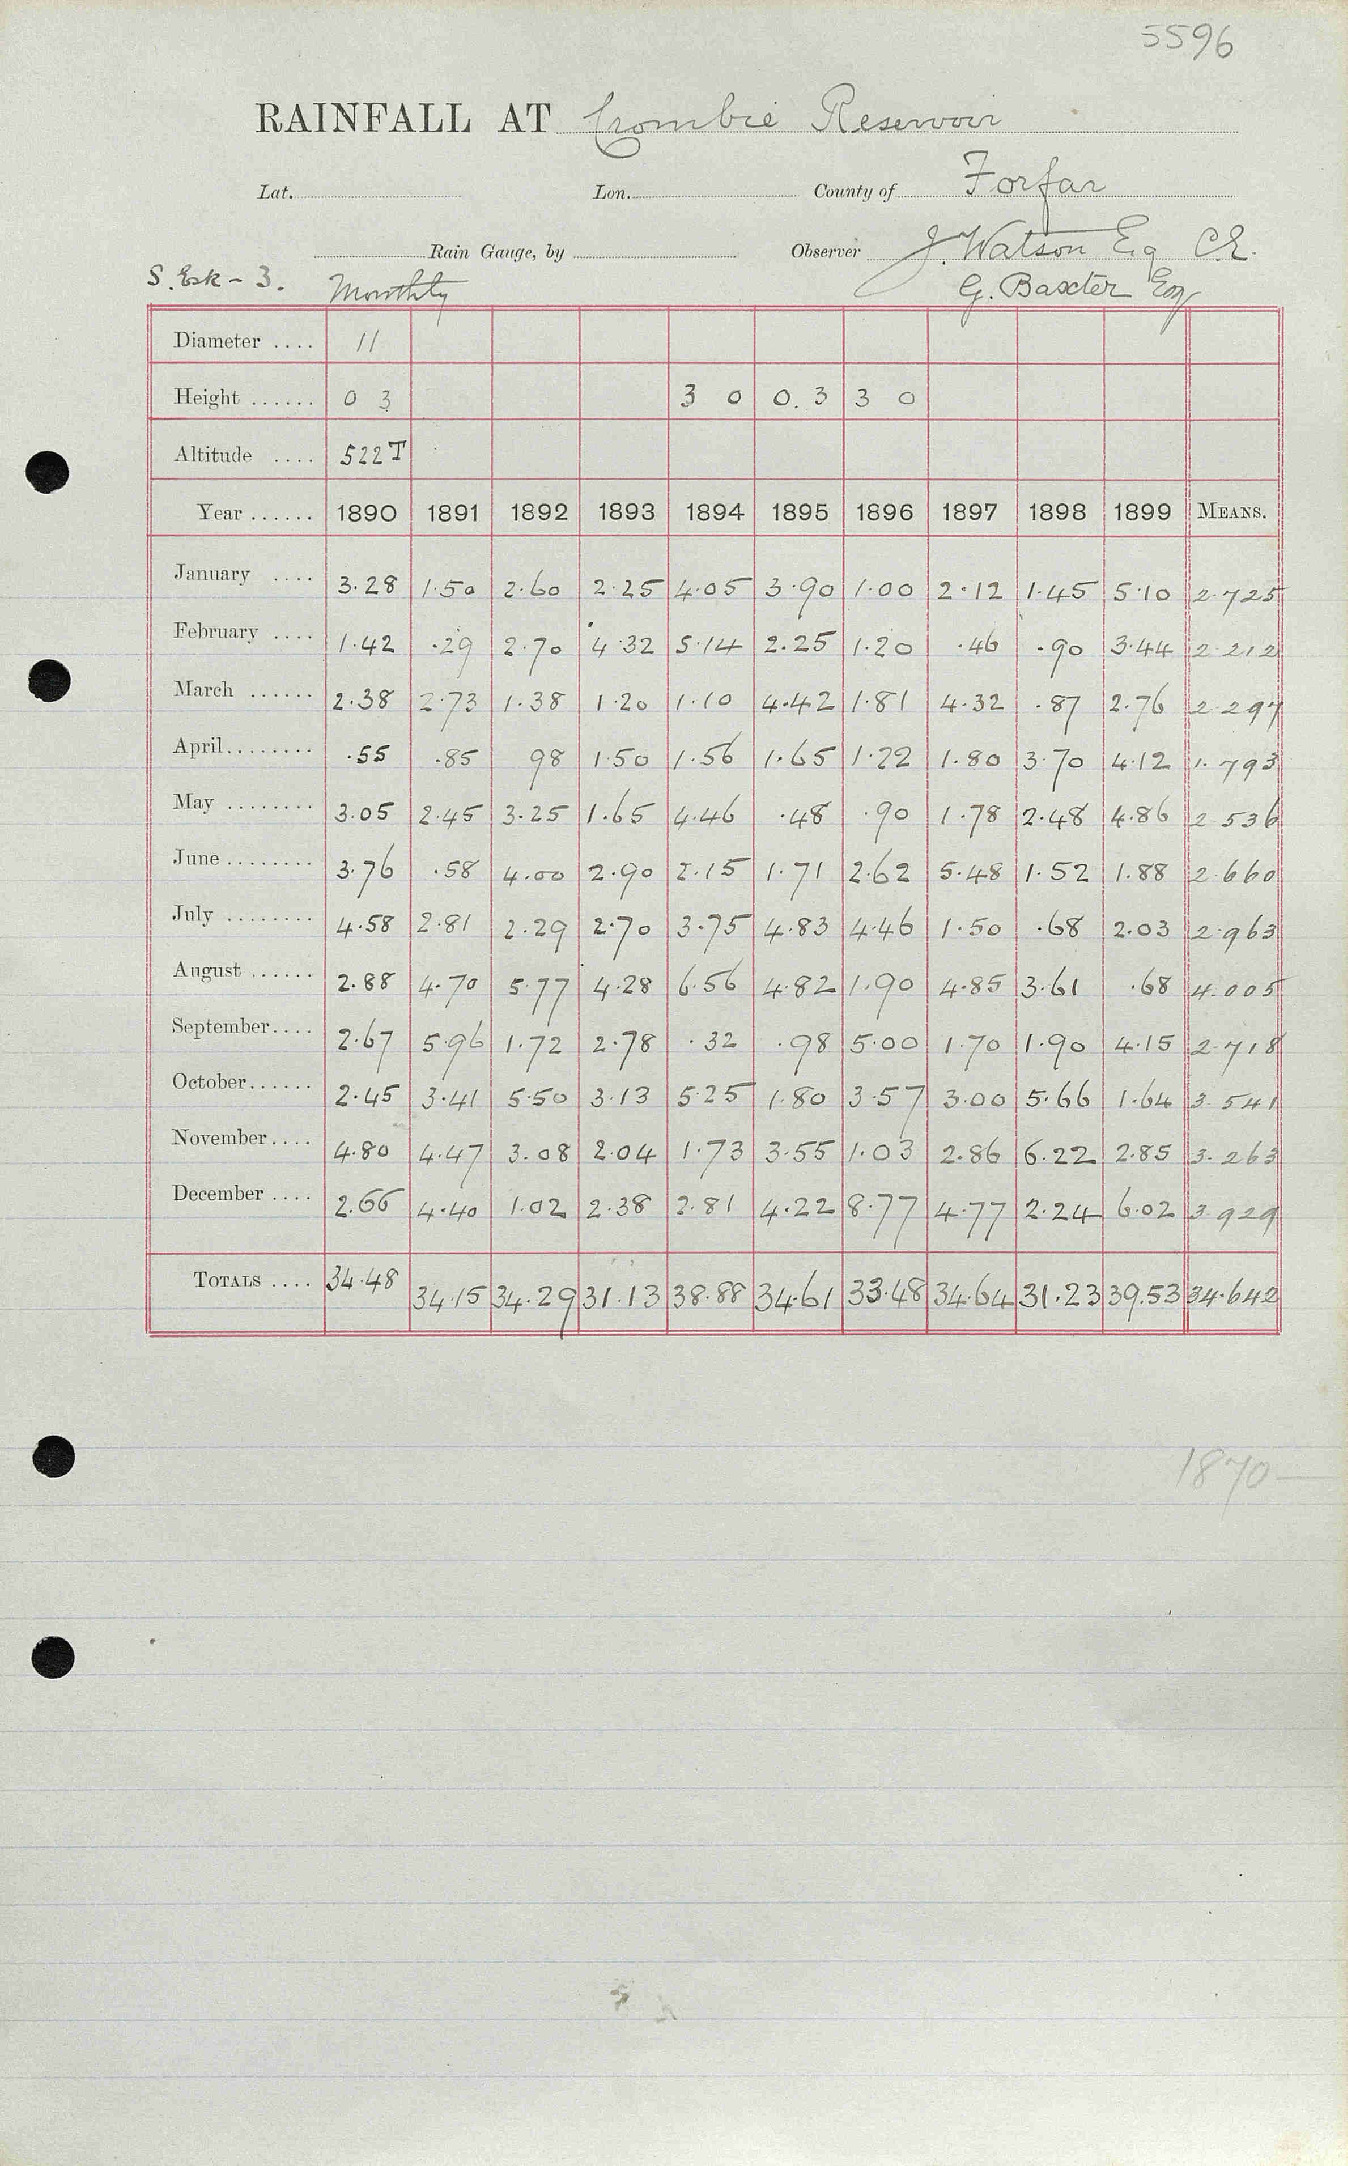 5596
RAINFALL AT Crombie Reservoir
Lat. Lon. County of Forfar
Rain Gauge, by Observer J. Watson Esq C.E.
S. Esk - 3. Monthly G. Baxter Esq
Diameter .... 11
Height ...... 0 3 3 0 0.3 3 0
Altitude .... 522 T
Year ...... 1890 1891 1892 1893 1894 1895 1896 1897 1898 1899 MEANS.
January .... 3.28 1.50 2.60 2.25 4.05 3.90 1.00 2.12 1.45 5.10 2.725
February .... 1.42 .29 2.70 4.32 5.14 2.25 1.20 .46 .90 3.44 2.212
March ...... 2.38 2.73 1.38 1.20 1.10 4.42 1.81 4.32 .87 2.76 2.297
April........ .55 .85 98 1.50 1.56 1.65 1.22 1.80 3.70 4.12 1.793
May ........ 3.05 2.45 3.25 1.65 4.46 .48 .90 1.78 2.48 4.86 2.536
June ........ 3.76 .58 4.00 2.90 2.15 1.71 2.62 5.48 1.52 1.88 2.660
July ........ 4.58 2.81 2.29 2.70 3.75 4.83 4.46 1.50 .68 2.03 2.963
August ...... 2.88 4.70 5.77 4.28 6.56 4.82 1.90 4.85 3.61 .68 4.005
September.... 2.67 5.96 1.72 2.78 .32 .98 5.00 1.70 1.90 4.15 2.718
October...... 2.45 3.41 5.50 3.13 5.25 1.80 3.57 3.00 5.66 1.64 3.541
November.... 4.80 4.47 3.08 2.04 1.73 3.55 1.03 2.86 6.22 2.85 3.263
December .... 2.66 4.40 1.02 2.38 2.81 4.22 8.77 4.77 2.24 6.02 3.929
TOTALS .... 34.48 34.15 34.29 31.13 38.88 34.61 33.48 34.64 31.23 39.53 34.642
1870 —